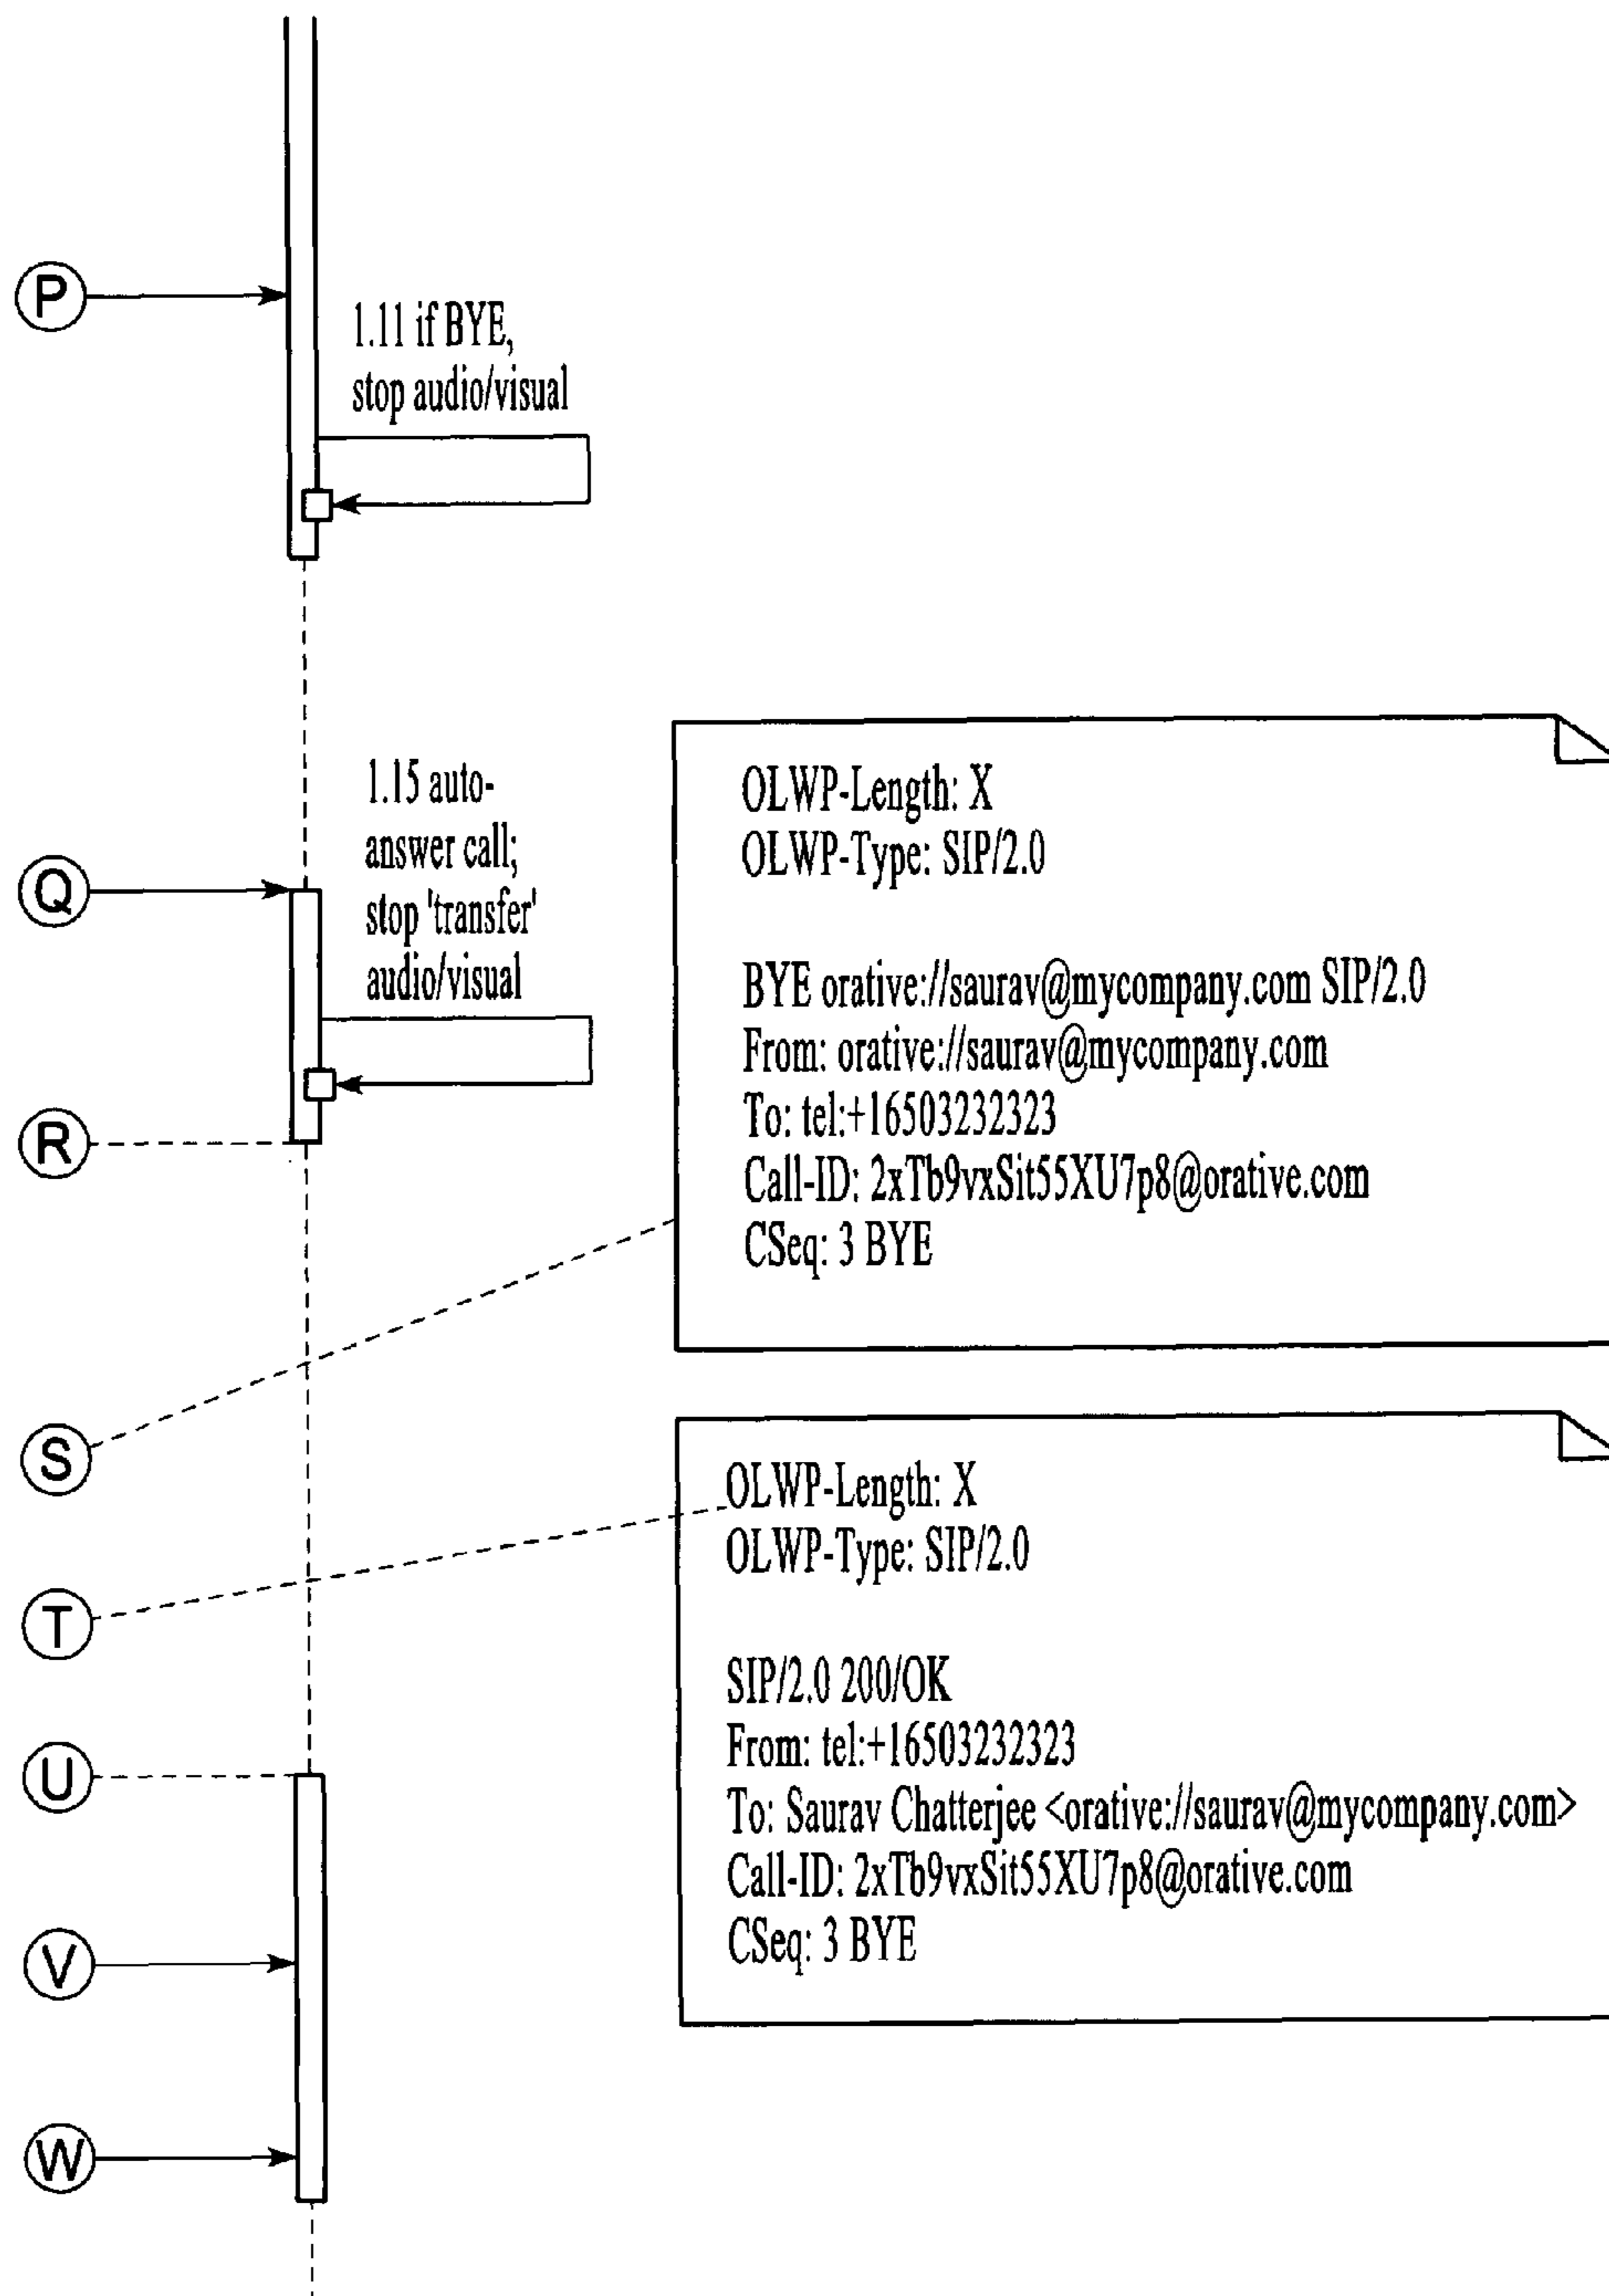 P
1.11 if BYE,
stop audio/visual
1.15 auto-
answer call;
stop 'transfer'
audio/visual
Q
R
OLWP-Length: X
OLWP-Type: SIP/2.0
BYE orative://saurav@mycompany.com SIP/2.0
From: orative://saurav@mycompany.com
To: tel:+16503232323
Call-ID: 2xTb9vxSit55XU7p8@orative.com
CSeq: 3 BYE
S
OLWP-Length: X
OLWP-Type: SIP/2.0
SIP/2.0 200/OK
From: tel:+16503232323
To: Saurav Chatterjee <orative://saurav@mycompany.com>
Call-ID: 2xTb9vxSit55XU7p8@orative.com
CSeq: 3 BYE
T
U
V
W